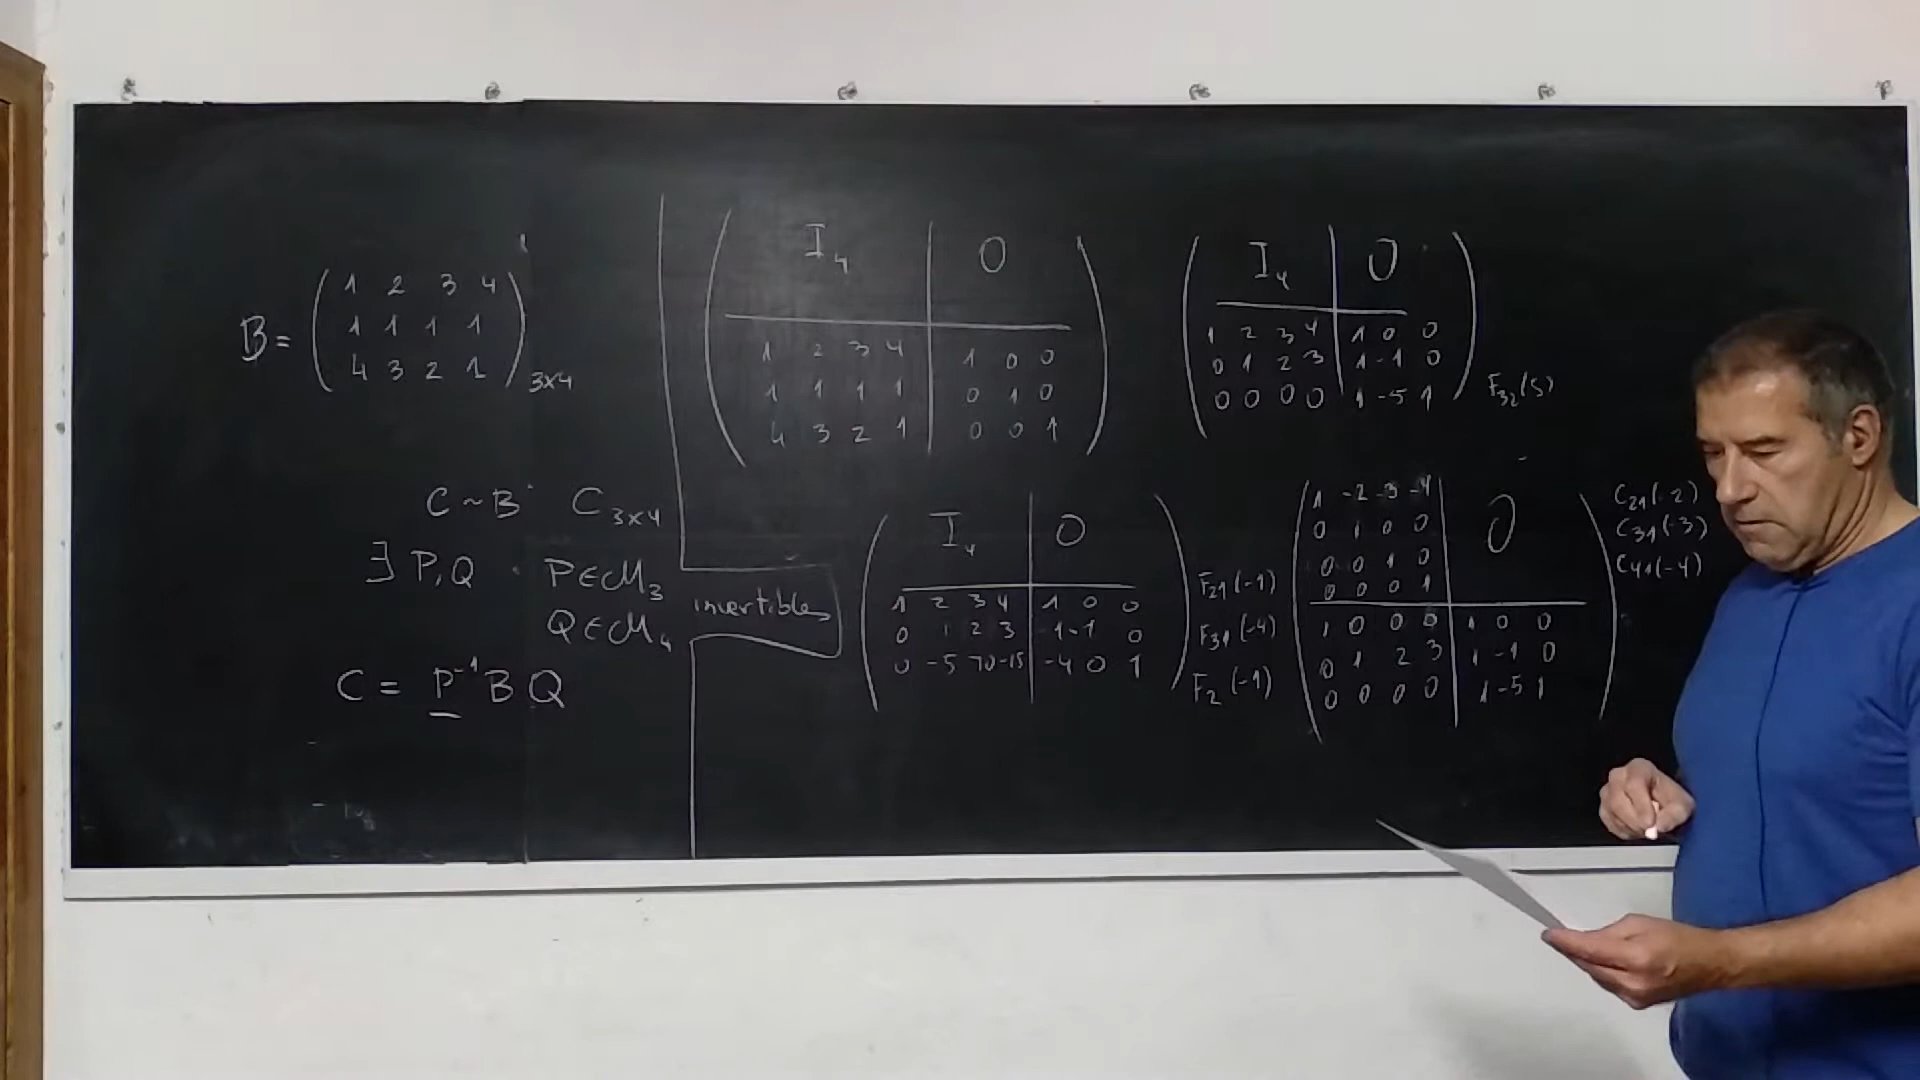 B = ( 1 2 3 4
1 1 1 1
4 3 2 1 ) 3x4
C ~ B C 3x4
∃ P, Q P ∈ M3
Q ∈ M4
invertibles
C = P⁻¹ B Q
I4 | 0
1 2 3 4 | 1 0 0
1 1 1 1 | 0 1 0
4 3 2 1 | 0 0 1
I4 | 0
1 2 3 4 | 1 0 0
0 1 2 3 | -1 -1 0
0 -5 -10 -15 | -4 0 1
F21(-1)
F31(-4)
F2(-1)
I4 | 0
1 2 3 4 | 1 0 0
0 1 2 3 | 1 -1 0
0 0 0 0 | 1 -5 1
F32(5)
1 -2 -3 -4 | 0
0 1 0 0
0 0 1 0
0 0 0 1
1 0 0 0 | 1 0 0
0 1 2 3 | 1 -1 0
0 0 0 0 | 1 -5 1
C21(-2)
C31(-3)
C41(-4)